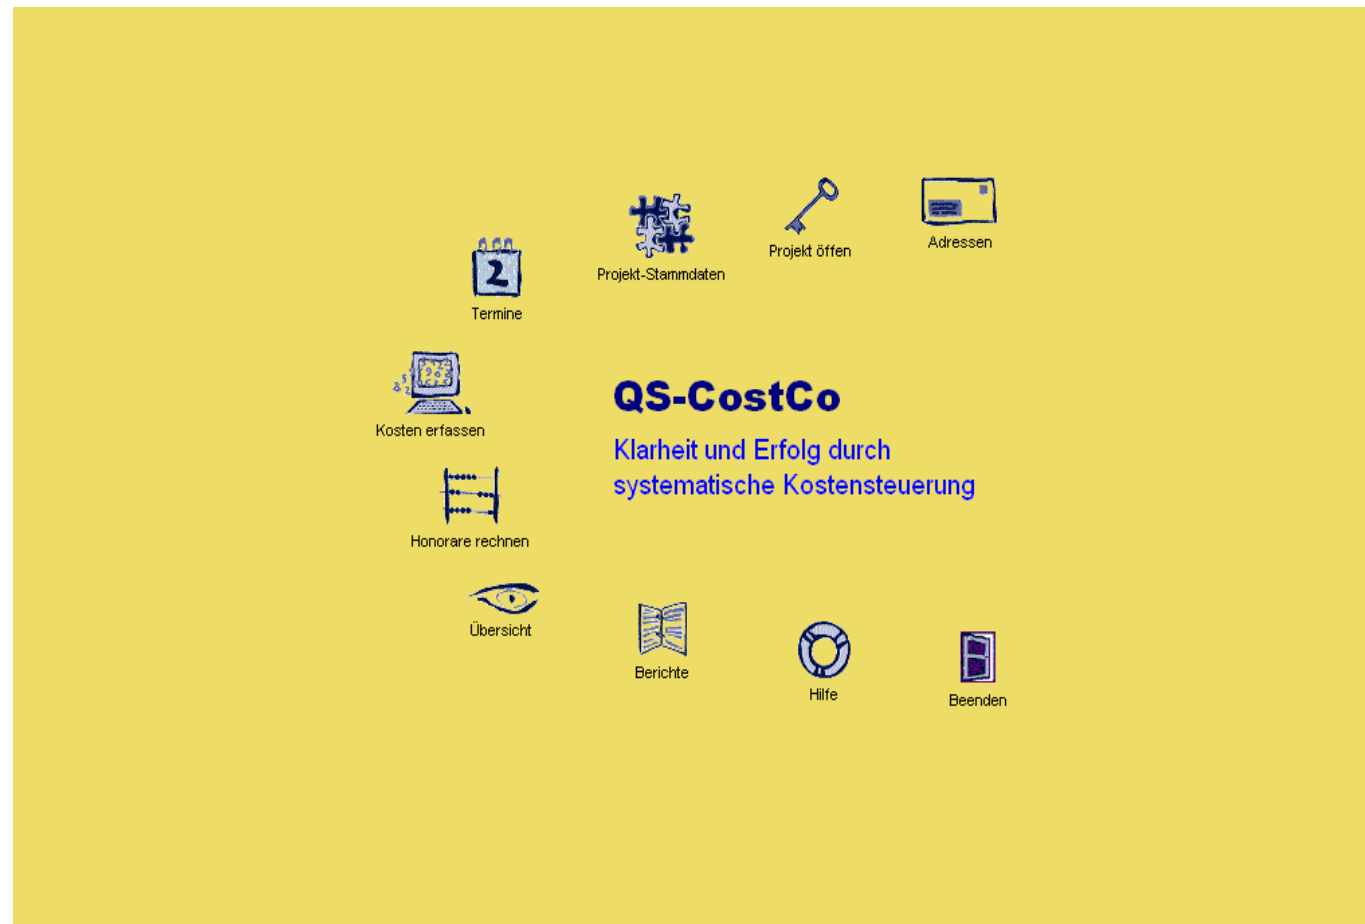 Adressen
Projekt öffen
Projekt-Stammdaten
2
Termine
Kosten erfassen
QS-CostCo
Klarheit und Erfolg durch
systematische Kostensteuerung
Honorare rechnen
Übersicht
Berichte
Hilfe
Beenden